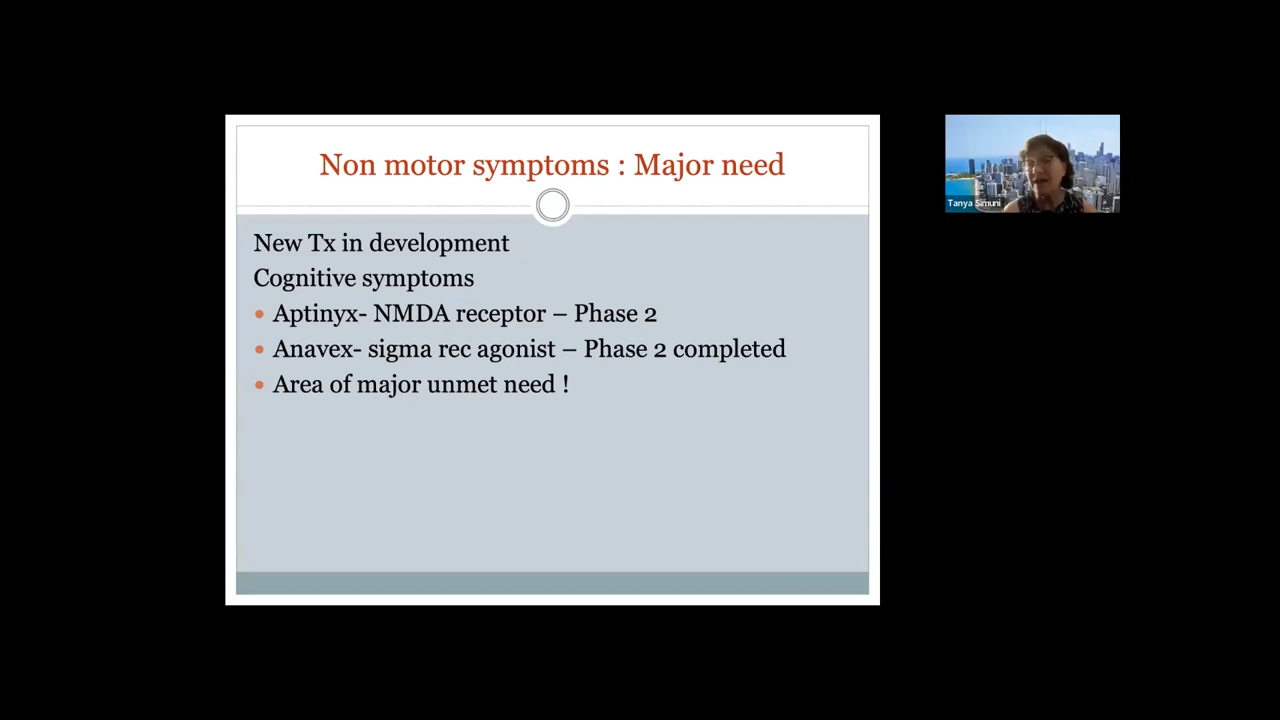 Non motor symptoms : Major need
New Tx in development
Cognitive symptoms
• Aptinyx- NMDA receptor – Phase 2
• Anavex- sigma rec agonist – Phase 2 completed
• Area of major unmet need !
Tanya Simuni